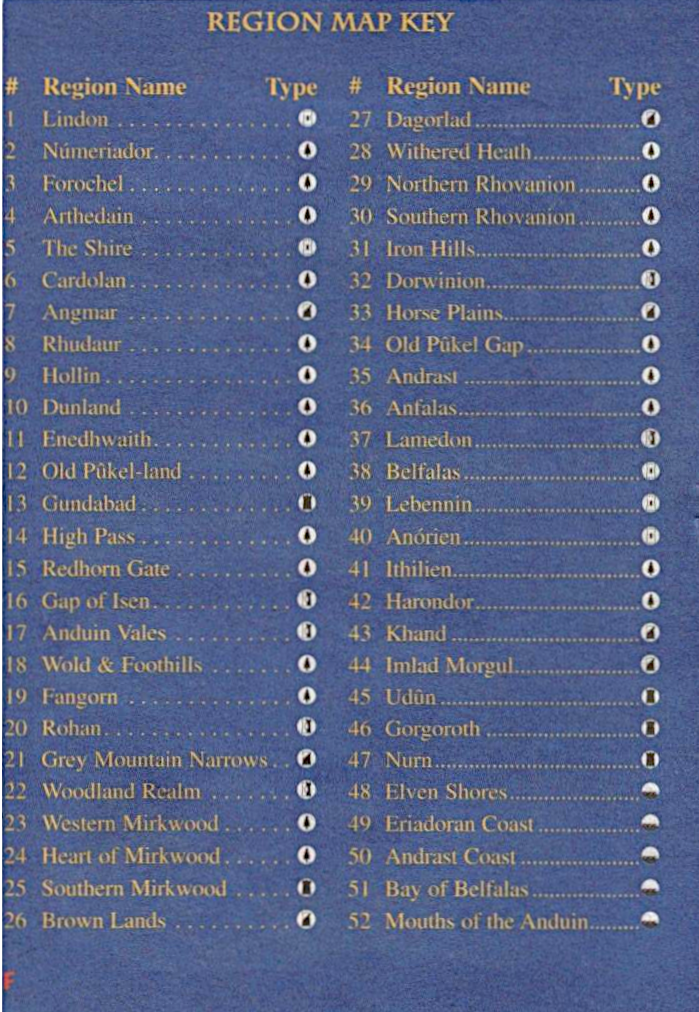 REGION MAP KEY
# Region Name Type
1 Lindon
2 Númeriador
3 Forochel
4 Arthedain
5 The Shire
6 Cardolan
7 Angmar
8 Rhudaur
9 Hollin
10 Dunland
11 Enedhwaith
12 Old Pûkel-land
13 Gundabad
14 High Pass
15 Redhorn Gate
16 Gap of Isen
17 Anduin Vales
18 Wold & Foothills
19 Fangorn
20 Rohan
21 Grey Mountain Narrows
22 Woodland Realm
23 Western Mirkwood
24 Heart of Mirkwood
25 Southern Mirkwood
26 Brown Lands
# Region Name Type
27 Dagorlad
28 Withered Heath
29 Northern Rhovanion
30 Southern Rhovanion
31 Iron Hills
32 Dorwinion
33 Horse Plains
34 Old Pûkel Gap
35 Andrast
36 Anfalas
37 Lamedon
38 Belfalas
39 Lebennin
40 Anórien
41 Ithilien
42 Harondor
43 Khand
44 Imlad Morgul
45 Udûn
46 Gorgoroth
47 Nurn
48 Elven Shores
49 Eriadoran Coast
50 Andrast Coast
51 Bay of Belfalas
52 Mouths of the Anduin
F